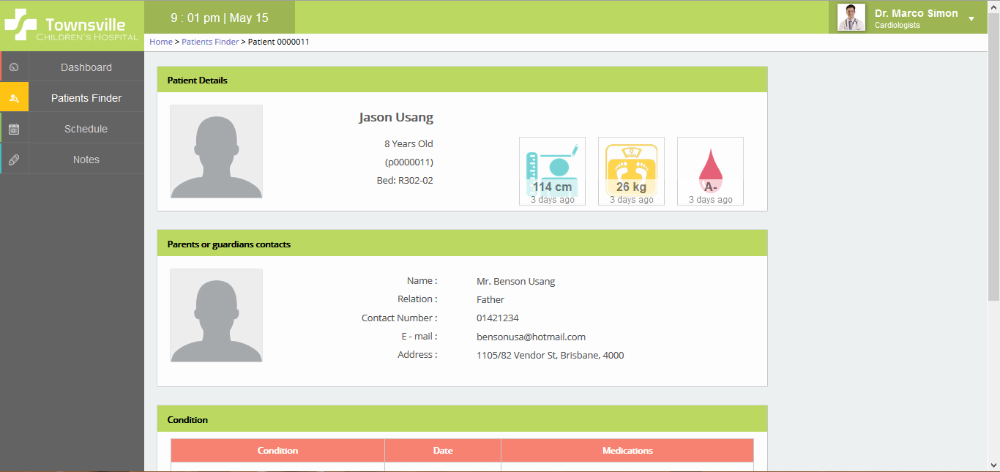 Townsville
CHILDREN'S HOSPITAL
9 : 01 pm | May 15
Dr. Marco Simon
Cardiologists
Home > Patients Finder > Patient 0000011
Dashboard
Patients Finder
Schedule
Notes
Patient Details
Jason Usang
8 Years Old
(p0000011)
Bed: R302-02
114 cm
3 days ago
26 kg
3 days ago
A-
3 days ago
Parents or guardians contacts
Name : Mr. Benson Usang
Relation : Father
Contact Number : 01421234
E - mail : bensonusa@hotmail.com
Address : 1105/82 Vendor St, Brisbane, 4000
Condition
Condition Date Medications